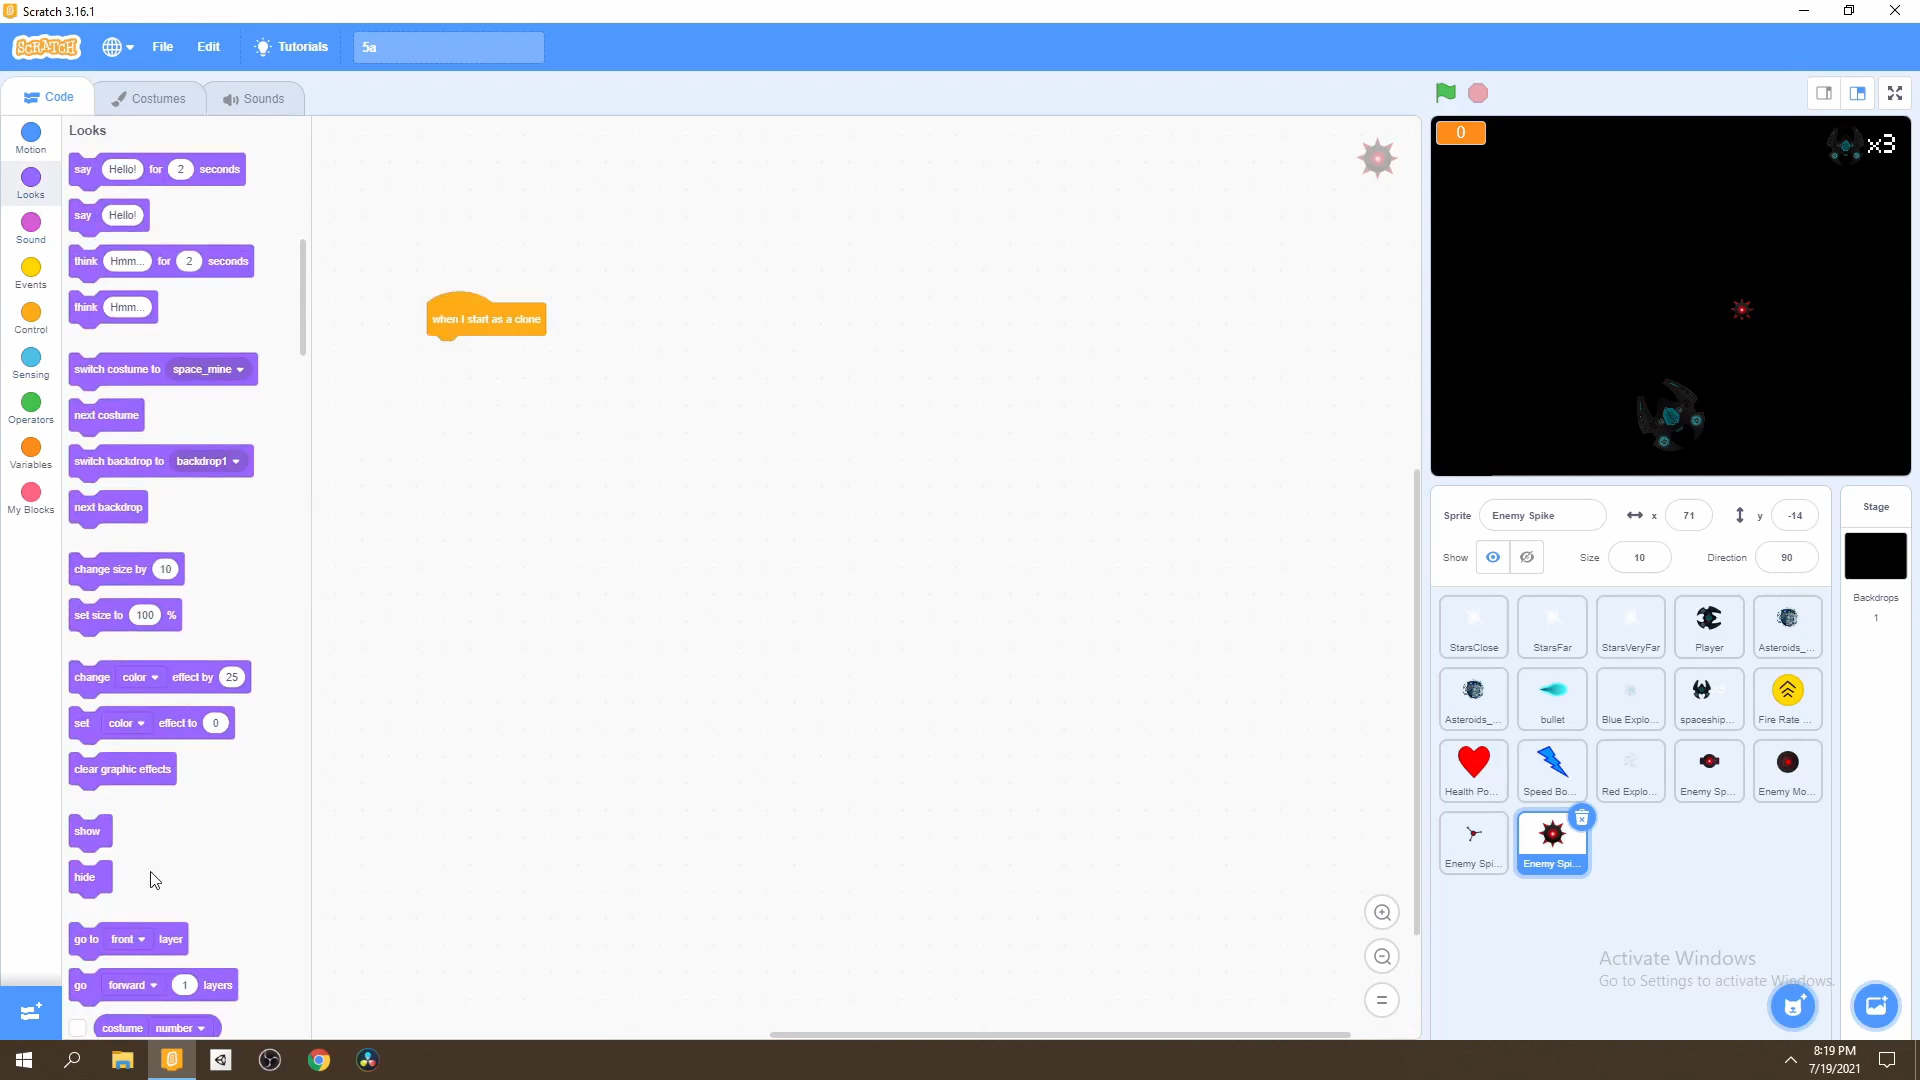 Scratch 3.16.1
SCRATCH
File
Edit
Tutorials
5a
Code
Costumes
Sounds
Motion
Looks
Sound
Events
Control
Sensing
Operators
Variables
My Blocks
Looks
say Hello! for 2 seconds
say Hello!
think Hmm... for 2 seconds
think Hmm...
switch costume to space_mine
next costume
switch backdrop to backdrop1
next backdrop
change size by 10
set size to 100 %
change color effect by 25
set color effect to 0
clear graphic effects
show
hide
go to front layer
go forward 1 layers
costume number
when I start as a clone
0
x3
Sprite Enemy Spike x 71 y -14
Show Size 10 Direction 90
StarsClose StarsFar StarsVeryFar Player Asteroids_...
Asteroids_... bullet Blue Explo... spaceship... Fire Rate ...
Health Po... Speed Bo... Red Explo... Enemy Sp... Enemy Mo...
Enemy Spi... Enemy Spi...
Stage
Backdrops
1
Activate Windows
Go to Settings to activate Windows.
8:19 PM
7/19/2021